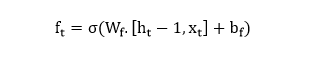 fₜ = σ(W_f. [hₜ − 1, xₜ] + b_f)